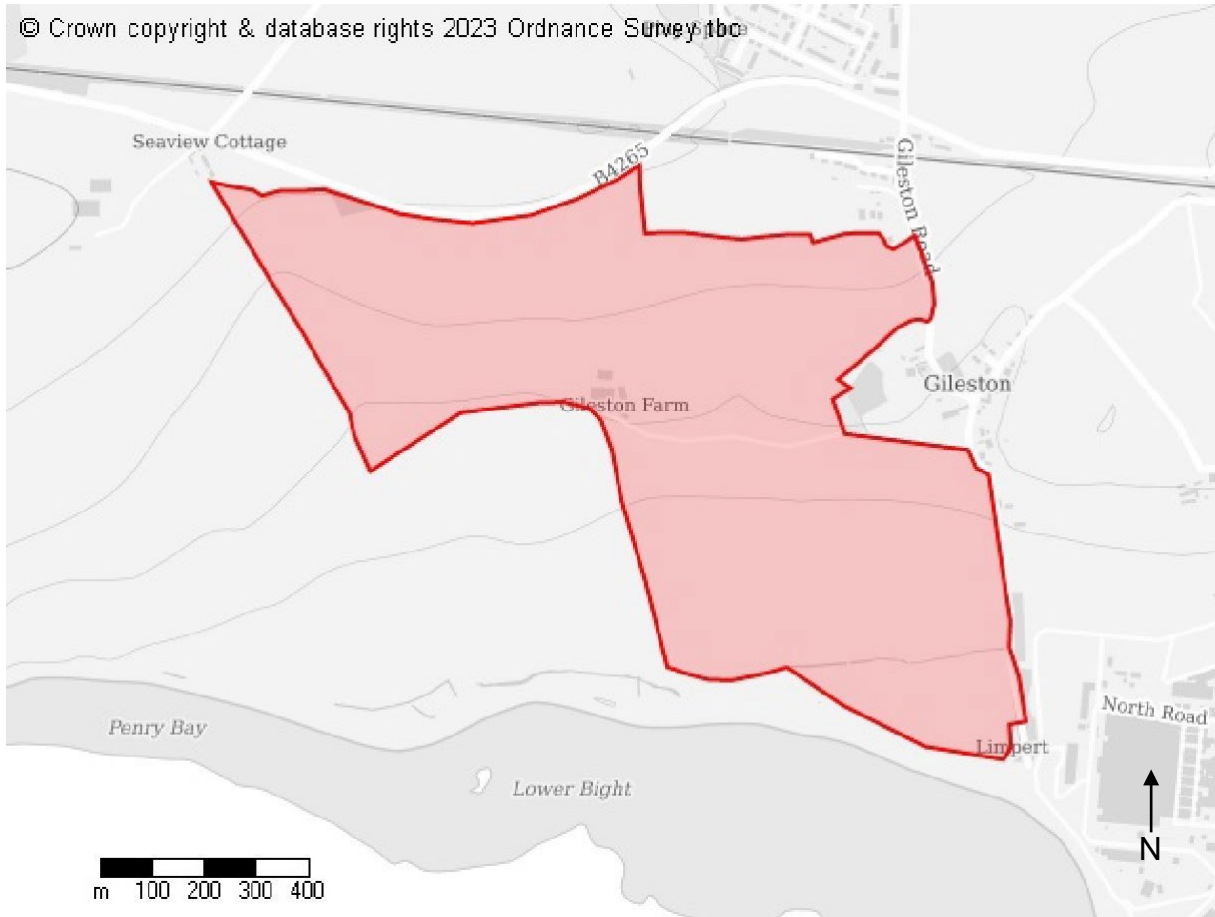 © Crown copyright & database rights 2023 Ordnance Survey tbc
Seaview Cottage
B4265
Gileston Road
Gileston
Gileston Farm
North Road
Penry Bay
Limpert
Lower Bight
N
m 100 200 300 400